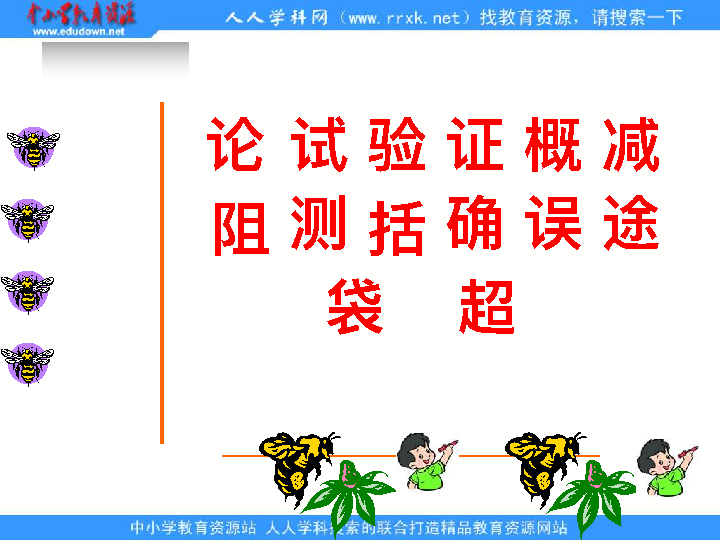 中小学教育资源
www.edudown.net
人人学科网（www.rrxk.net）找教育资源，请搜索一下
论 试 验 证 概 减
阻 测 括 确 误 途
袋 超
中小学教育资源站 人人学科搜索的联合打造精品教育资源网站